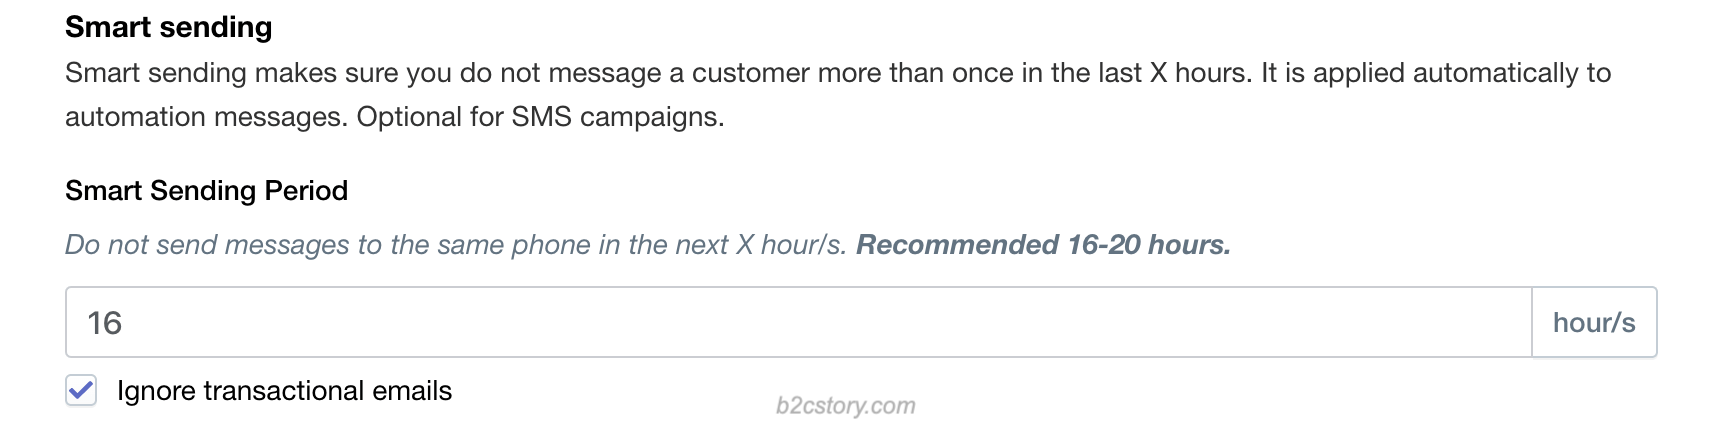 Smart sending
Smart sending makes sure you do not message a customer more than once in the last X hours. It is applied automatically to
automation messages. Optional for SMS campaigns.
Smart Sending Period
Do not send messages to the same phone in the next X hour/s. Recommended 16-20 hours.
16 hour/s
Ignore transactional emails
b2cstory.com